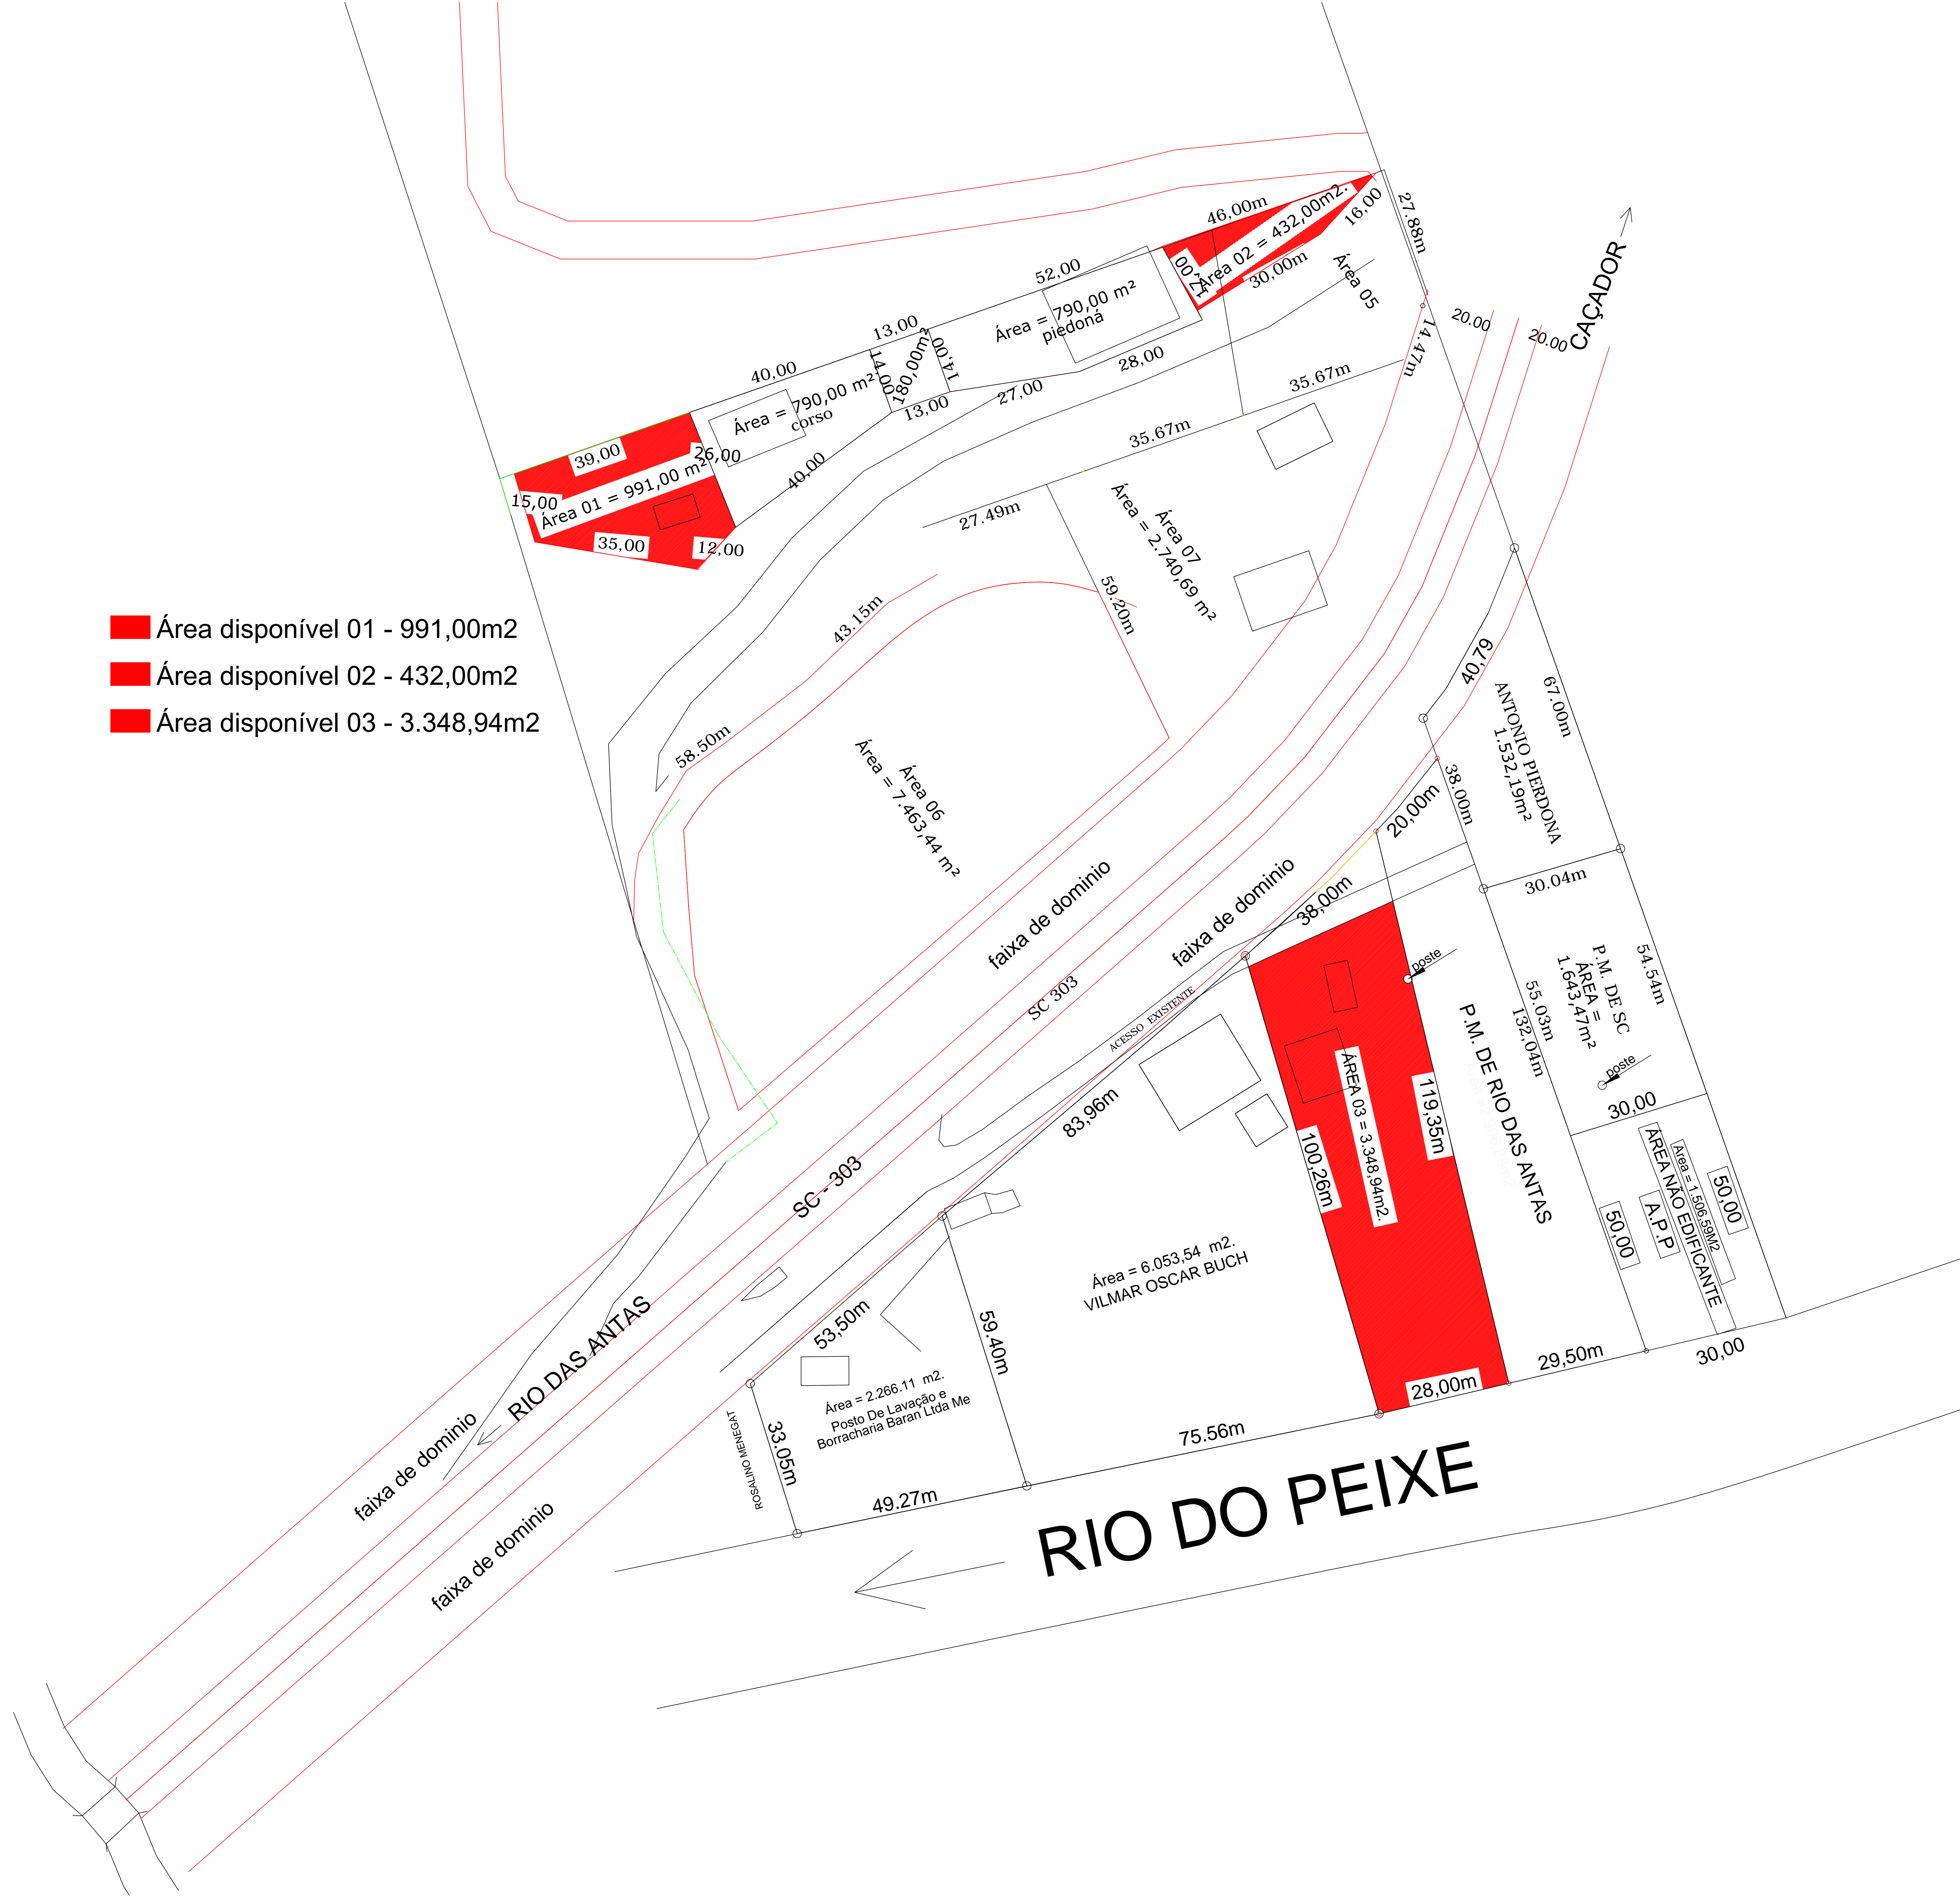 27.88m
CAÇADOR
46,00m
16,00
Área 02 = 432,00m2.
12,00
30,00m
Área 05
52,00
Área = 790,00 m²
piedoná
13,00
14,00
180,00m²
14,00
28,00
27,00
13,00
40,00
Área = 790,00 m²
corso
40,00
20.00
20.00
14.47m
35.67m
35.67m
27.49m
39,00
26,00
15,00
Área 01 = 991,00 m²
35,00
12,00
Área 07
Área = 2.740,69 m²
59.20m
43.15m
58.50m
Área disponível 01 - 991,00m2
Área disponível 02 - 432,00m2
Área disponível 03 - 3.348,94m2
Área 06
Área = 7.463,44 m²
40,79
67.00m
ANTONIO PIERDONA
1.532,19m²
38.00m
20,00m
30.04m
38,00m
faixa de dominio
faixa de dominio
SC 303
ACESSO EXISTENTE
poste
P.M. DE SC
ÁREA =
1.643,47m²
54.54m
55.03m
132,04m
poste
P.M. DE RIO DAS ANTAS
30,00
83,96m
ÁREA 03 = 3.348,94m2.
119,35m
100,26m
ÁREA NÃO EDIFICANTE
Área = 1.506,59M2
A.P.P
50,00
50,00
SC - 303
Área = 6.053,54 m2.
VILMAR OSCAR BUCH
59.40m
53,50m
RIO DAS ANTAS
Área = 2.266.11 m2.
Posto De Lavação e
Borracharia Baran Ltda Me
ROSALINO MENEGAT
33.05m
29,50m
30,00
28,00m
75.56m
49.27m
faixa de dominio
faixa de dominio
RIO DO PEIXE